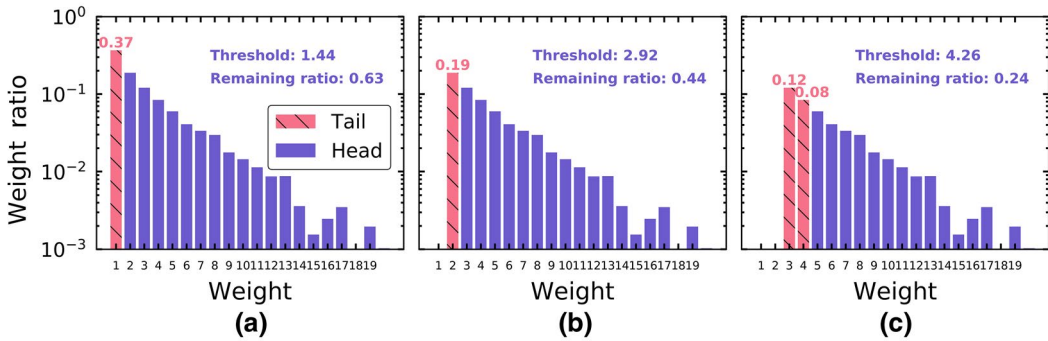 Weight ratio
10⁰
10⁻¹
10⁻²
10⁻³
0.37
Threshold: 1.44
Remaining ratio: 0.63
Tail
Head
1 2 3 4 5 6 7 8 9 10 11 12 13 14 15 16 17 18 19
Weight
(a)
0.19
Threshold: 2.92
Remaining ratio: 0.44
1 2 3 4 5 6 7 8 9 10 11 12 13 14 15 16 17 18 19
Weight
(b)
0.12
0.08
Threshold: 4.26
Remaining ratio: 0.24
1 2 3 4 5 6 7 8 9 10 11 12 13 14 15 16 17 18 19
Weight
(c)